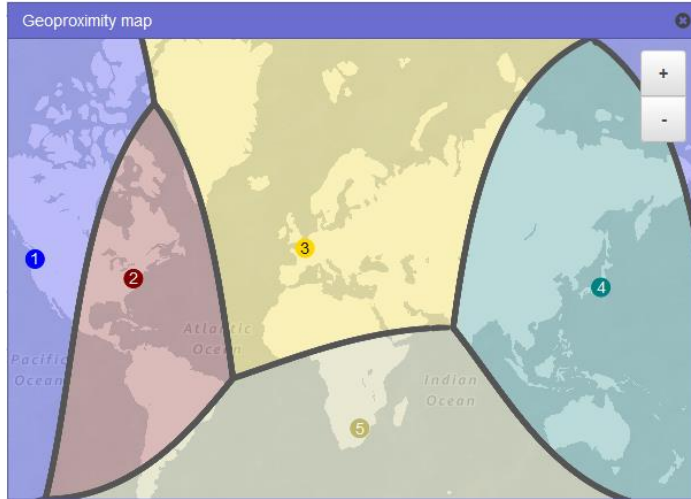 Geoproximity map
+
-
1
2
3
4
5
Atlantic
Ocean
Pacific
Ocean
Indian
Ocean